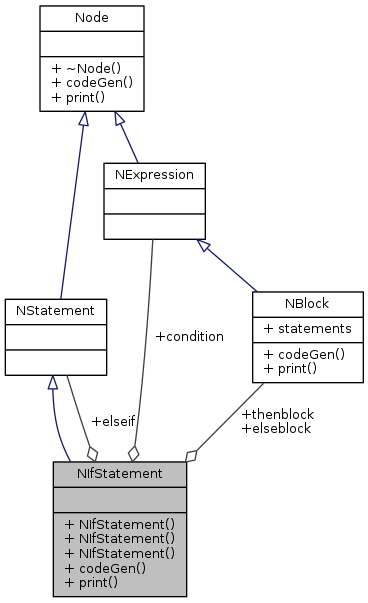 Node
+ ~Node()
+ codeGen()
+ print()
NExpression
NStatement
NBlock
+ statements
+ codeGen()
+ print()
+condition
+elseif
+thenblock
+elseblock
NIfStatement
+ NIfStatement()
+ NIfStatement()
+ NIfStatement()
+ codeGen()
+ print()